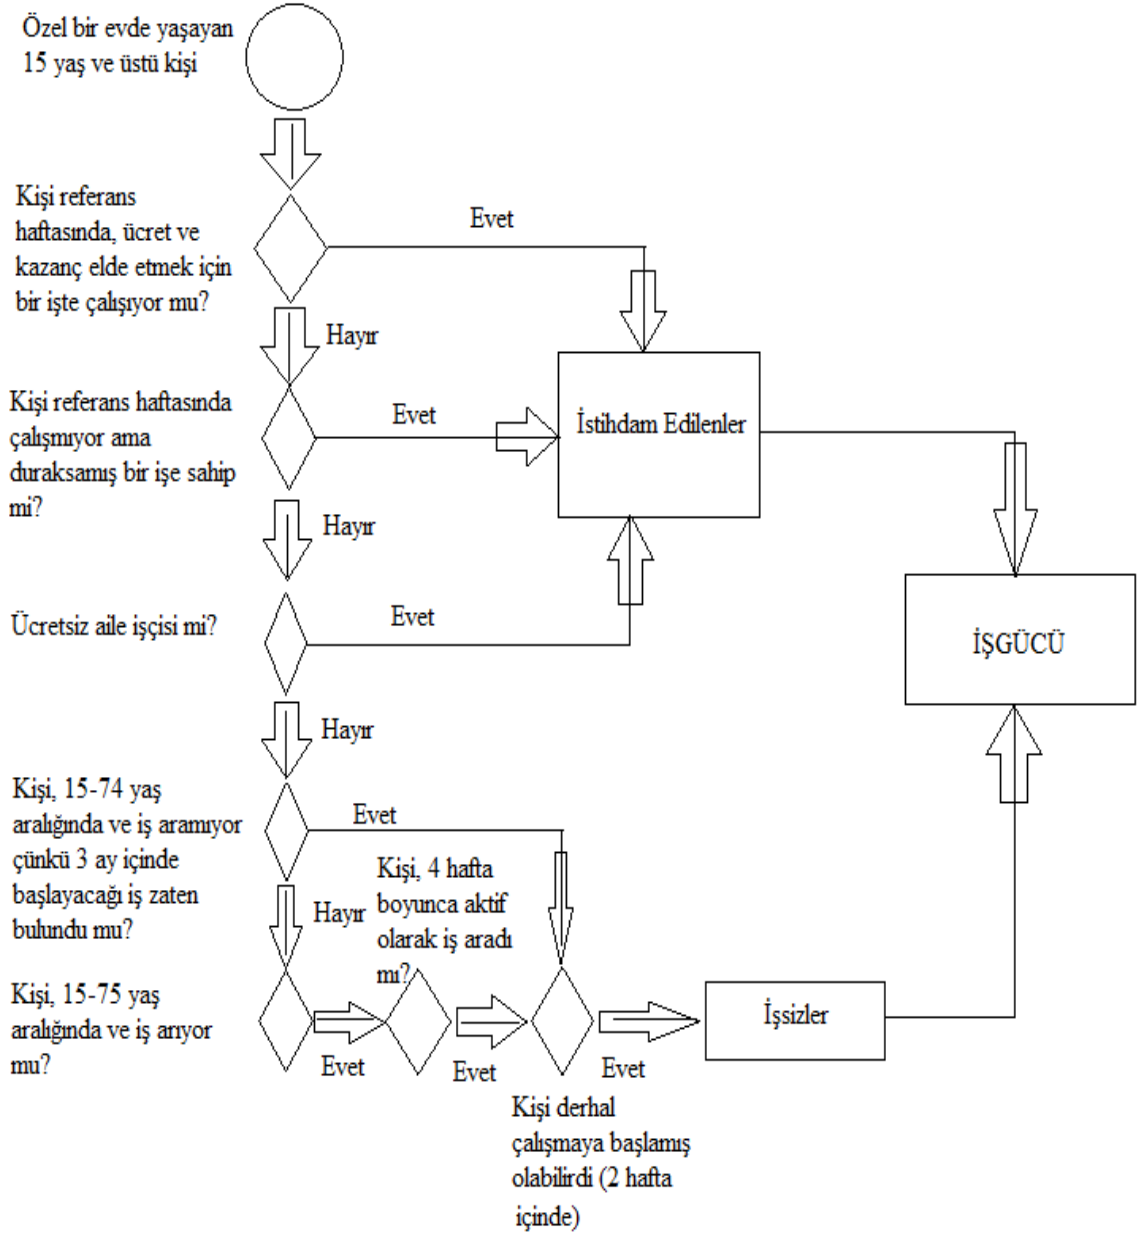 Özel bir evde yaşayan
15 yaş ve üstü kişi
Kişi referans
haftasında, ücret ve
kazanç elde etmek için
bir işte çalışıyor mu?
Evet
Hayır
Kişi referans haftasında
çalışmıyor ama
duraksamış bir işe sahip
mi?
Evet
İstihdam Edilenler
Hayır
Ücretsiz aile işçisi mi?
Evet
İŞGÜCÜ
Hayır
Kişi, 15-74 yaş
aralığında ve iş aramıyor
çünkü 3 ay içinde
başlayacağı iş zaten
bulundu mu?
Evet
Hayır
Kişi, 4 hafta
boyunca aktif
olarak iş aradı
mı?
Kişi, 15-75 yaş
aralığında ve iş arıyor
mu?
Evet
Evet
Evet
İşsizler
Kişi derhal
çalışmaya başlamış
olabilirdi (2 hafta
içinde)